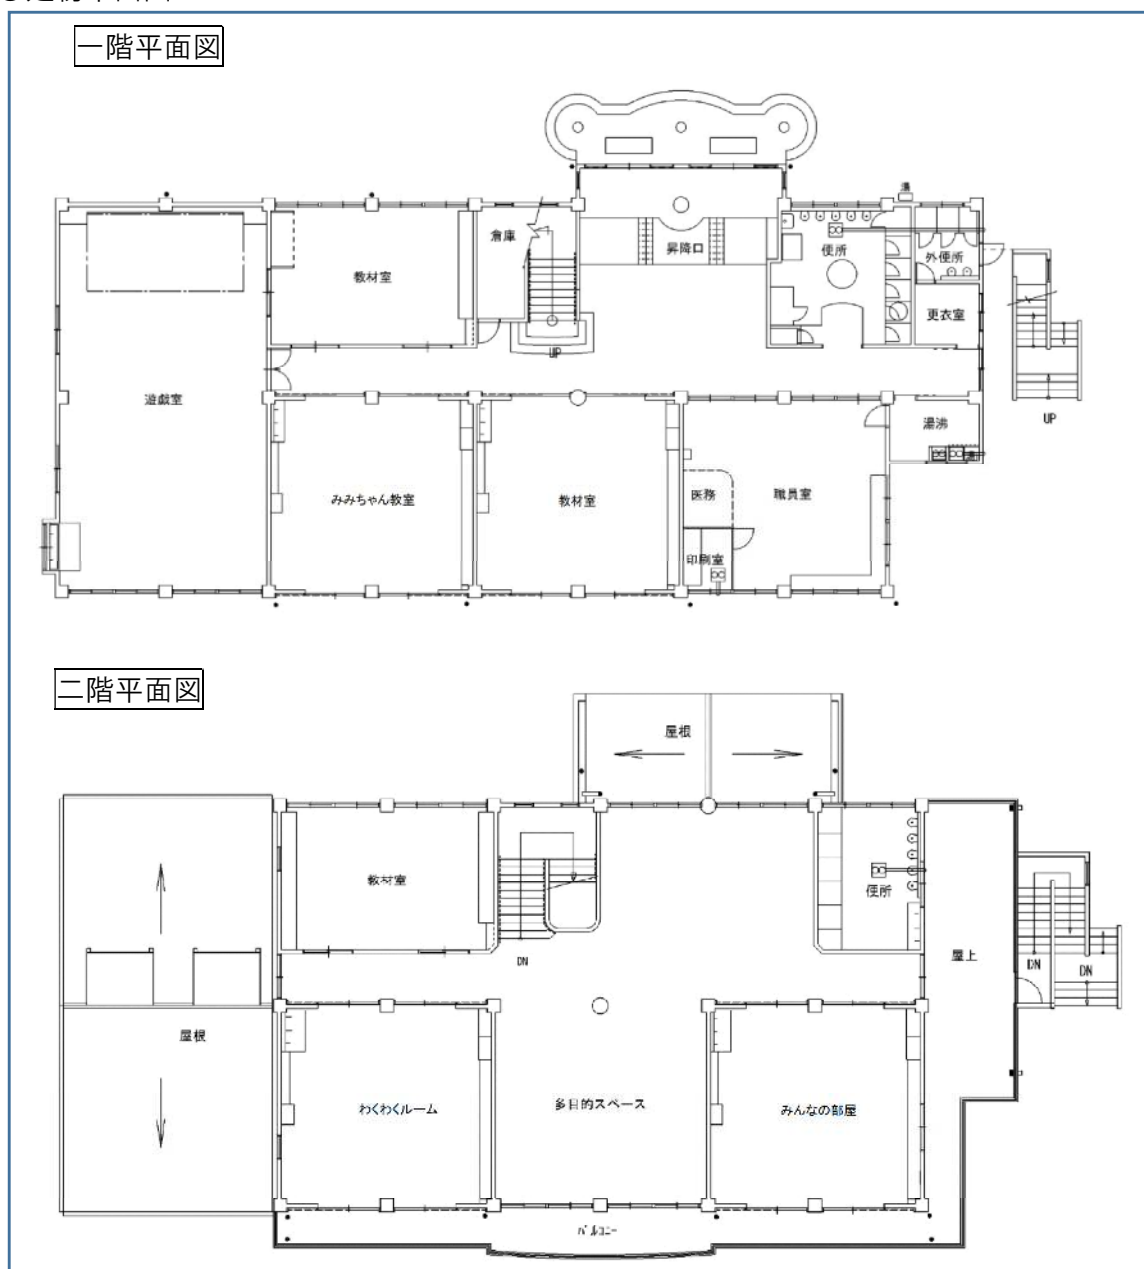 一階平面図
湯
倉庫
昇降口
便所
外便所
教材室
更衣室
UP
遊戯室
UP
湯沸
みみちゃん教室
教材室
医務
職員室
印刷室
二階平面図
屋根
教材室
便所
DN
屋上
DN
DN
屋根
わくわくルーム
多目的スペース
みんなの部屋
バルコニー